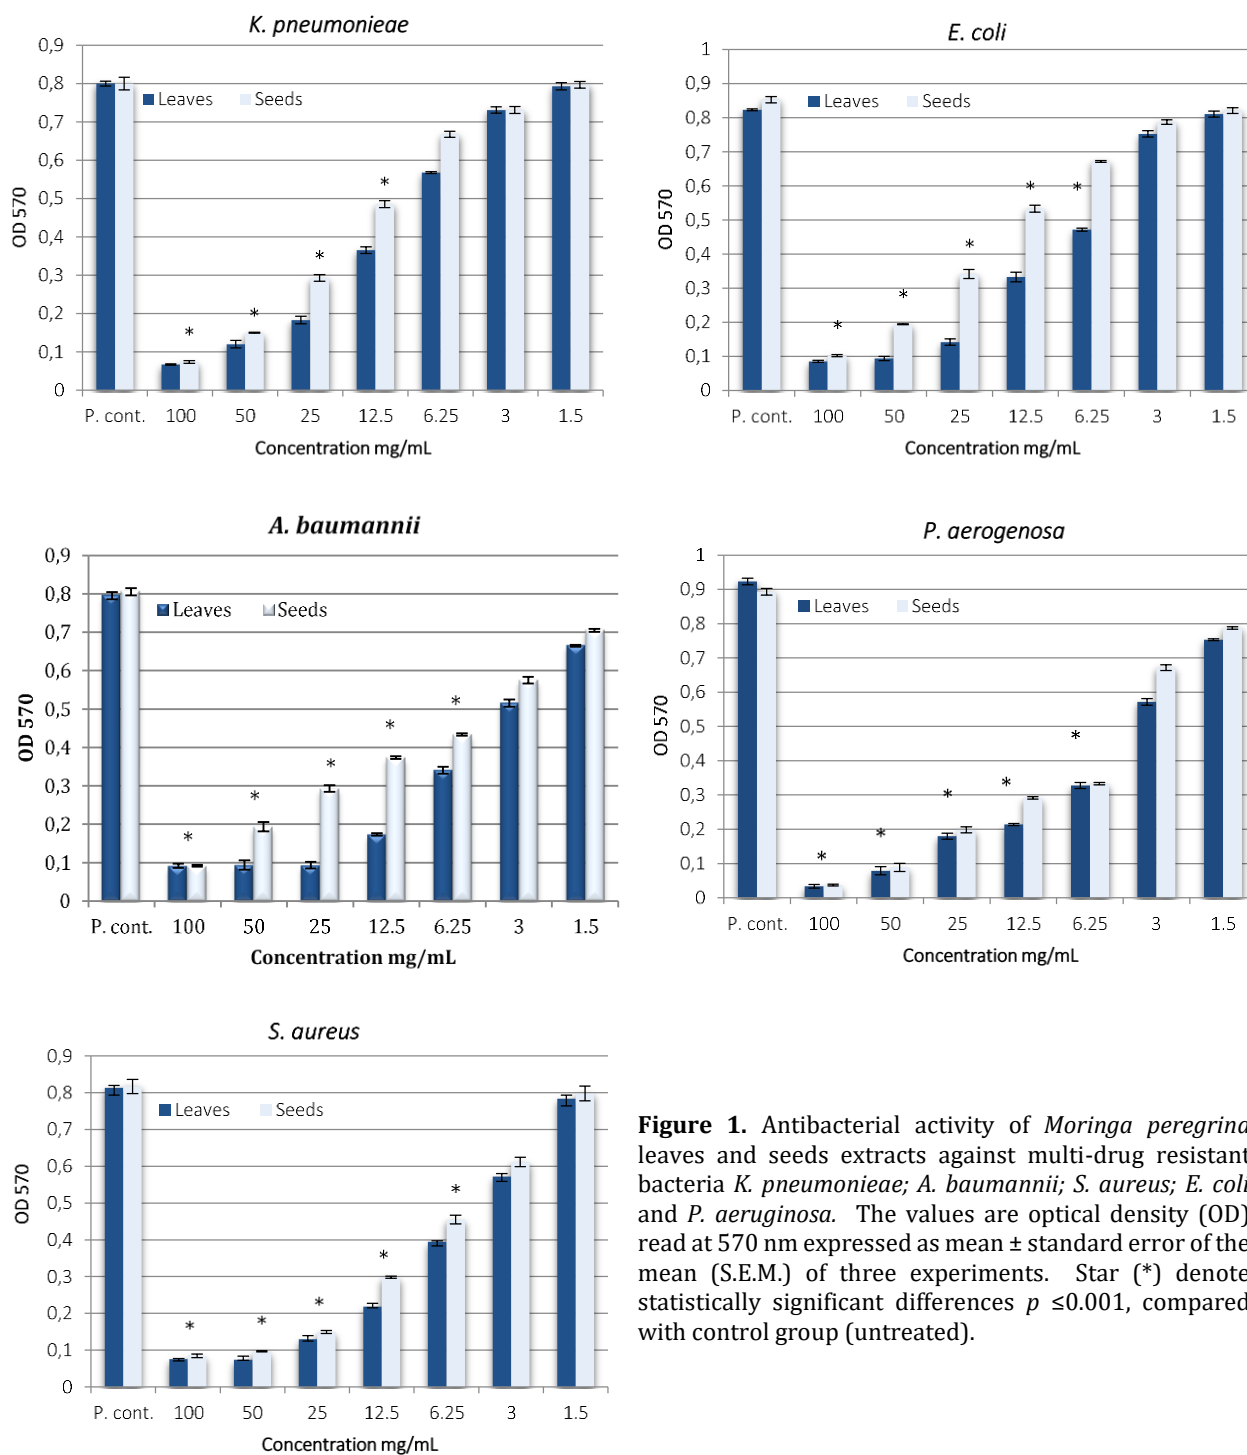 K. pneumonieae
0,9
0,8
0,7
0,6
0,5
0,4
0,3
0,2
0,1
0
OD 570
Leaves Seeds
*
*
*
*
P. cont. 100 50 25 12.5 6.25 3 1.5
Concentration mg/mL
E. coli
1
0,9
0,8
0,7
0,6
0,5
0,4
0,3
0,2
0,1
0
OD 570
Leaves Seeds
* *
*
*
*
P. cont. 100 50 25 12.5 6.25 3 1.5
Concentration mg/mL
A. baumannii
0,9
0,8
0,7
0,6
0,5
0,4
0,3
0,2
0,1
0
OD 570
Leaves Seeds
*
*
*
*
*
P. cont. 100 50 25 12.5 6.25 3 1.5
Concentration mg/mL
P. aerogenosa
1
0,9
0,8
0,7
0,6
0,5
0,4
0,3
0,2
0,1
0
OD 570
Leaves Seeds
*
*
*
*
*
P. cont. 100 50 25 12.5 6.25 3 1.5
Concentration mg/mL
S. aureus
0,9
0,8
0,7
0,6
0,5
0,4
0,3
0,2
0,1
0
OD 570
Leaves Seeds
*
*
*
*
*
P. cont. 100 50 25 12.5 6.25 3 1.5
Concentration mg/mL
Figure 1. Antibacterial activity of Moringa peregrina
leaves and seeds extracts against multi-drug resistant
bacteria K. pneumonieae; A. baumannii; S. aureus; E. coli
and P. aeruginosa. The values are optical density (OD)
read at 570 nm expressed as mean ± standard error of the
mean (S.E.M.) of three experiments. Star (*) denote
statistically significant differences p ≤0.001, compared
with control group (untreated).